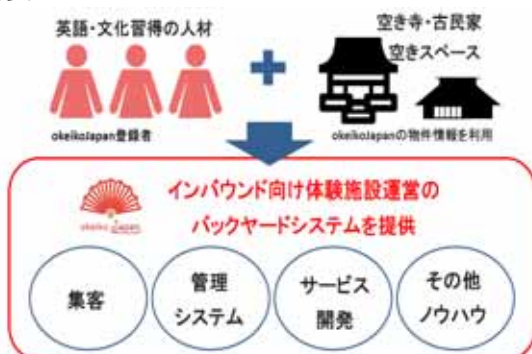 英語・文化習得の人材
空き寺・古民家
空きスペース
okeikoJapan登録者
okeikoJapanの物件情報を利用
インバウンド向け体験施設運営の
バックヤードシステムを提供
okeiko Japan
集客
管理
システム
サービス
開発
その他
ノウハウ